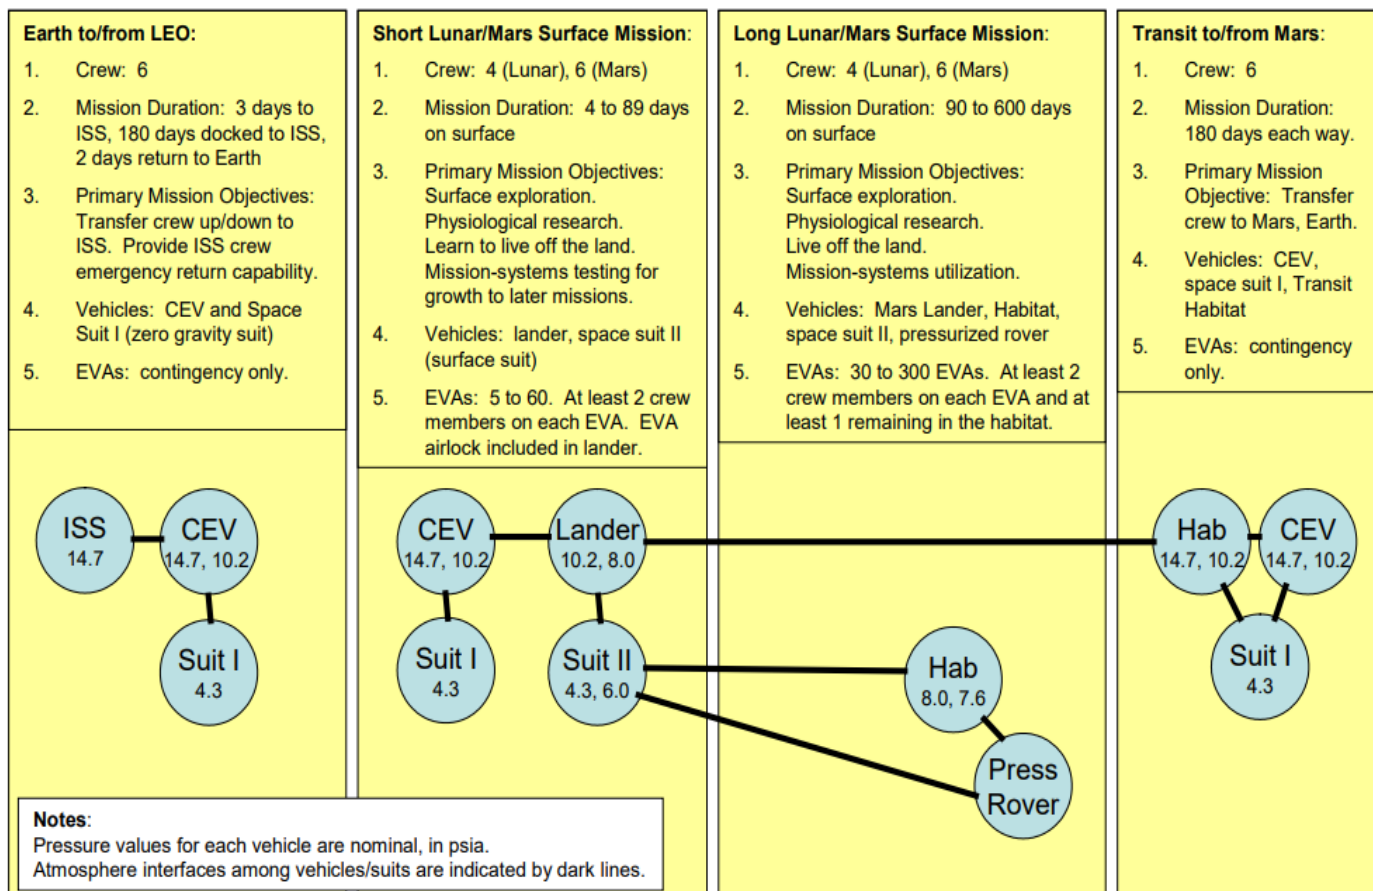 Earth to/from LEO:
1. Crew: 6
2. Mission Duration: 3 days to
ISS, 180 days docked to ISS,
2 days return to Earth
3. Primary Mission Objectives:
Transfer crew up/down to
ISS. Provide ISS crew
emergency return capability.
4. Vehicles: CEV and Space
Suit I (zero gravity suit)
5. EVAs: contingency only.
Short Lunar/Mars Surface Mission:
1. Crew: 4 (Lunar), 6 (Mars)
2. Mission Duration: 4 to 89 days
on surface
3. Primary Mission Objectives:
Surface exploration.
Physiological research.
Learn to live off the land.
Mission-systems testing for
growth to later missions.
4. Vehicles: lander, space suit II
(surface suit)
5. EVAs: 5 to 60. At least 2 crew
members on each EVA. EVA
airlock included in lander.
Long Lunar/Mars Surface Mission:
1. Crew: 4 (Lunar), 6 (Mars)
2. Mission Duration: 90 to 600 days
on surface
3. Primary Mission Objectives:
Surface exploration.
Physiological research.
Live off the land.
Mission-systems utilization.
4. Vehicles: Mars Lander, Habitat,
space suit II, pressurized rover
5. EVAs: 30 to 300 EVAs. At least 2
crew members on each EVA and at
least 1 remaining in the habitat.
Transit to/from Mars:
1. Crew: 6
2. Mission Duration:
180 days each way.
3. Primary Mission
Objective: Transfer
crew to Mars, Earth.
4. Vehicles: CEV,
space suit I, Transit
Habitat
5. EVAs: contingency
only.
ISS
14.7
CEV
14.7, 10.2
Suit I
4.3
CEV
14.7, 10.2
Lander
10.2, 8.0
Suit I
4.3
Suit II
4.3, 6.0
Hab
8.0, 7.6
Press
Rover
Hab
14.7, 10.2
CEV
14.7, 10.2
Suit I
4.3
Notes:
Pressure values for each vehicle are nominal, in psia.
Atmosphere interfaces among vehicles/suits are indicated by dark lines.